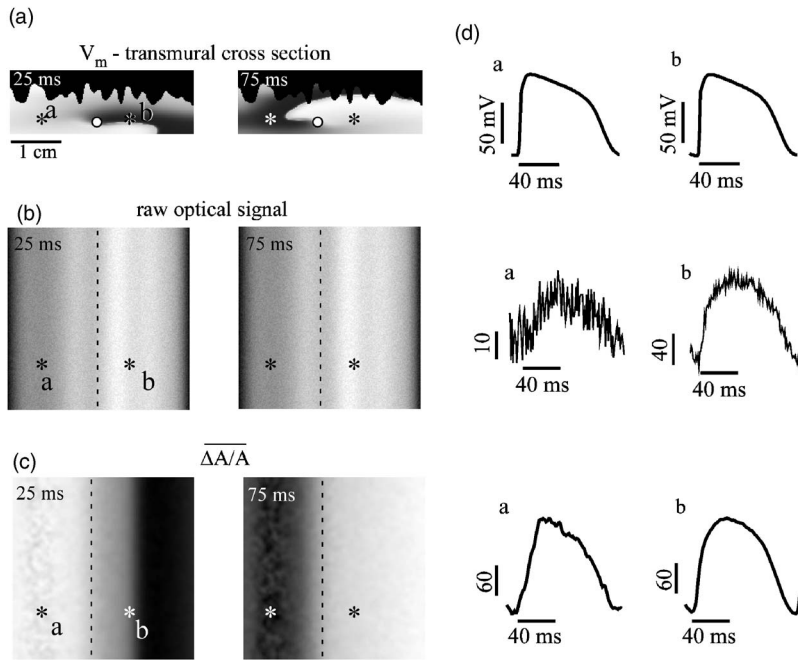 (a)
V_m - transmural cross section
25 ms
75 ms
* a
* b
*
*
1 cm
(b)
raw optical signal
25 ms
75 ms
*
*
*
*
a
b
(c)
ΔA/A
25 ms
75 ms
*
*
*
*
a
b
(d)
a
b
50 mV
50 mV
40 ms
40 ms
a
b
10
40
40 ms
40 ms
a
b
60
60
40 ms
40 ms